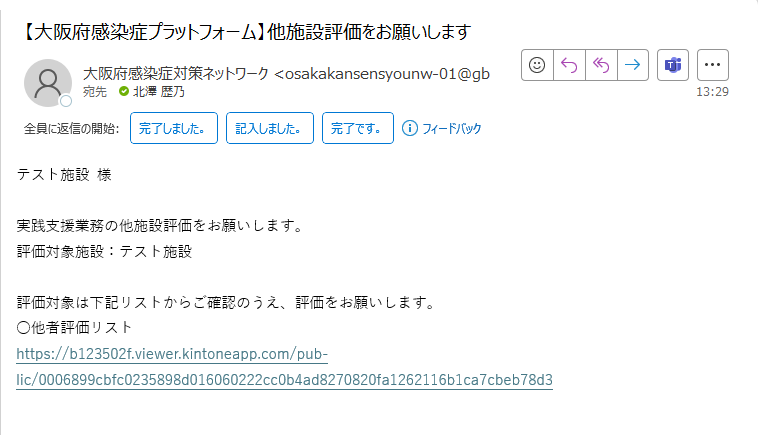 【大阪府感染症プラットフォーム】他施設評価をお願いします
大阪府感染症対策ネットワーク <osakakansensyounw-01@gb
宛先 北澤 歴乃
13:29
全員に返信の開始: 完了しました。 記入しました。 完了です。 フィードバック
テスト施設 様
実践支援業務の他施設評価をお願いします。
評価対象施設：テスト施設
評価対象は下記リストからご確認のうえ、評価をお願いします。
〇他者評価リスト
https://b123502f.viewer.kintoneapp.com/pub-
lic/0006899cbfc0235898d016060222cc0b4ad8270820fa1262116b1ca7cbeb78d3